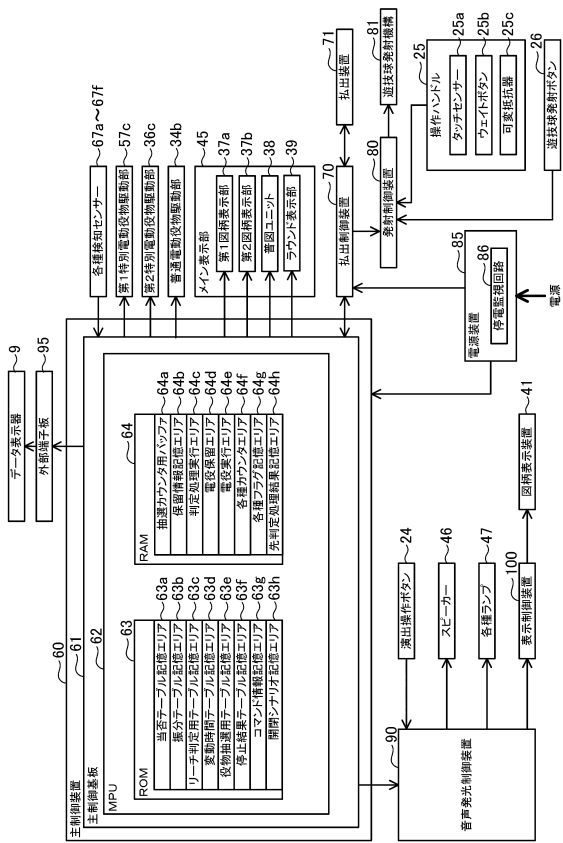 データ表示器 9
外部端子板 95
60
主制御装置
61
主制御基板
62
MPU
63
ROM
当否テーブル記憶エリア 63a
振分テーブル記憶エリア 63b
リーチ判定用テーブル記憶エリア 63c
変動時間テーブル記憶エリア 63d
役物抽選用テーブル記憶エリア 63e
停止結果テーブル記憶エリア 63f
コマンド情報記憶エリア 63g
開閉シナリオ記憶エリア 63h
64
RAM
抽選カウンタ用バッファ 64a
保留情報記憶エリア 64b
判定処理実行エリア 64c
電役保留エリア 64d
電役実行エリア 64e
各種カウンタエリア 64f
各種フラグ記憶エリア 64g
先判定処理結果記憶エリア 64h
各種検知センサー 67a~67f
第1特別電動役物駆動部 57c
第2特別電動役物駆動部 36c
普通電動役物駆動部 34b
メイン表示部 45
第1図柄表示部 37a
第2図柄表示部 37b
普図ユニット 38
ラウンド表示部 39
払出制御装置 70
払出装置 71
発射制御装置 80
遊技球発射機構 81
操作ハンドル 25
タッチセンサー 25a
ウェイトボタン 25b
可変抵抗器 25c
遊技球発射ボタン 26
電源装置 85
停電監視回路 86
電源
音声発光制御装置 90
演出操作ボタン 24
スピーカー 46
各種ランプ 47
表示制御装置 100
図柄表示装置 41